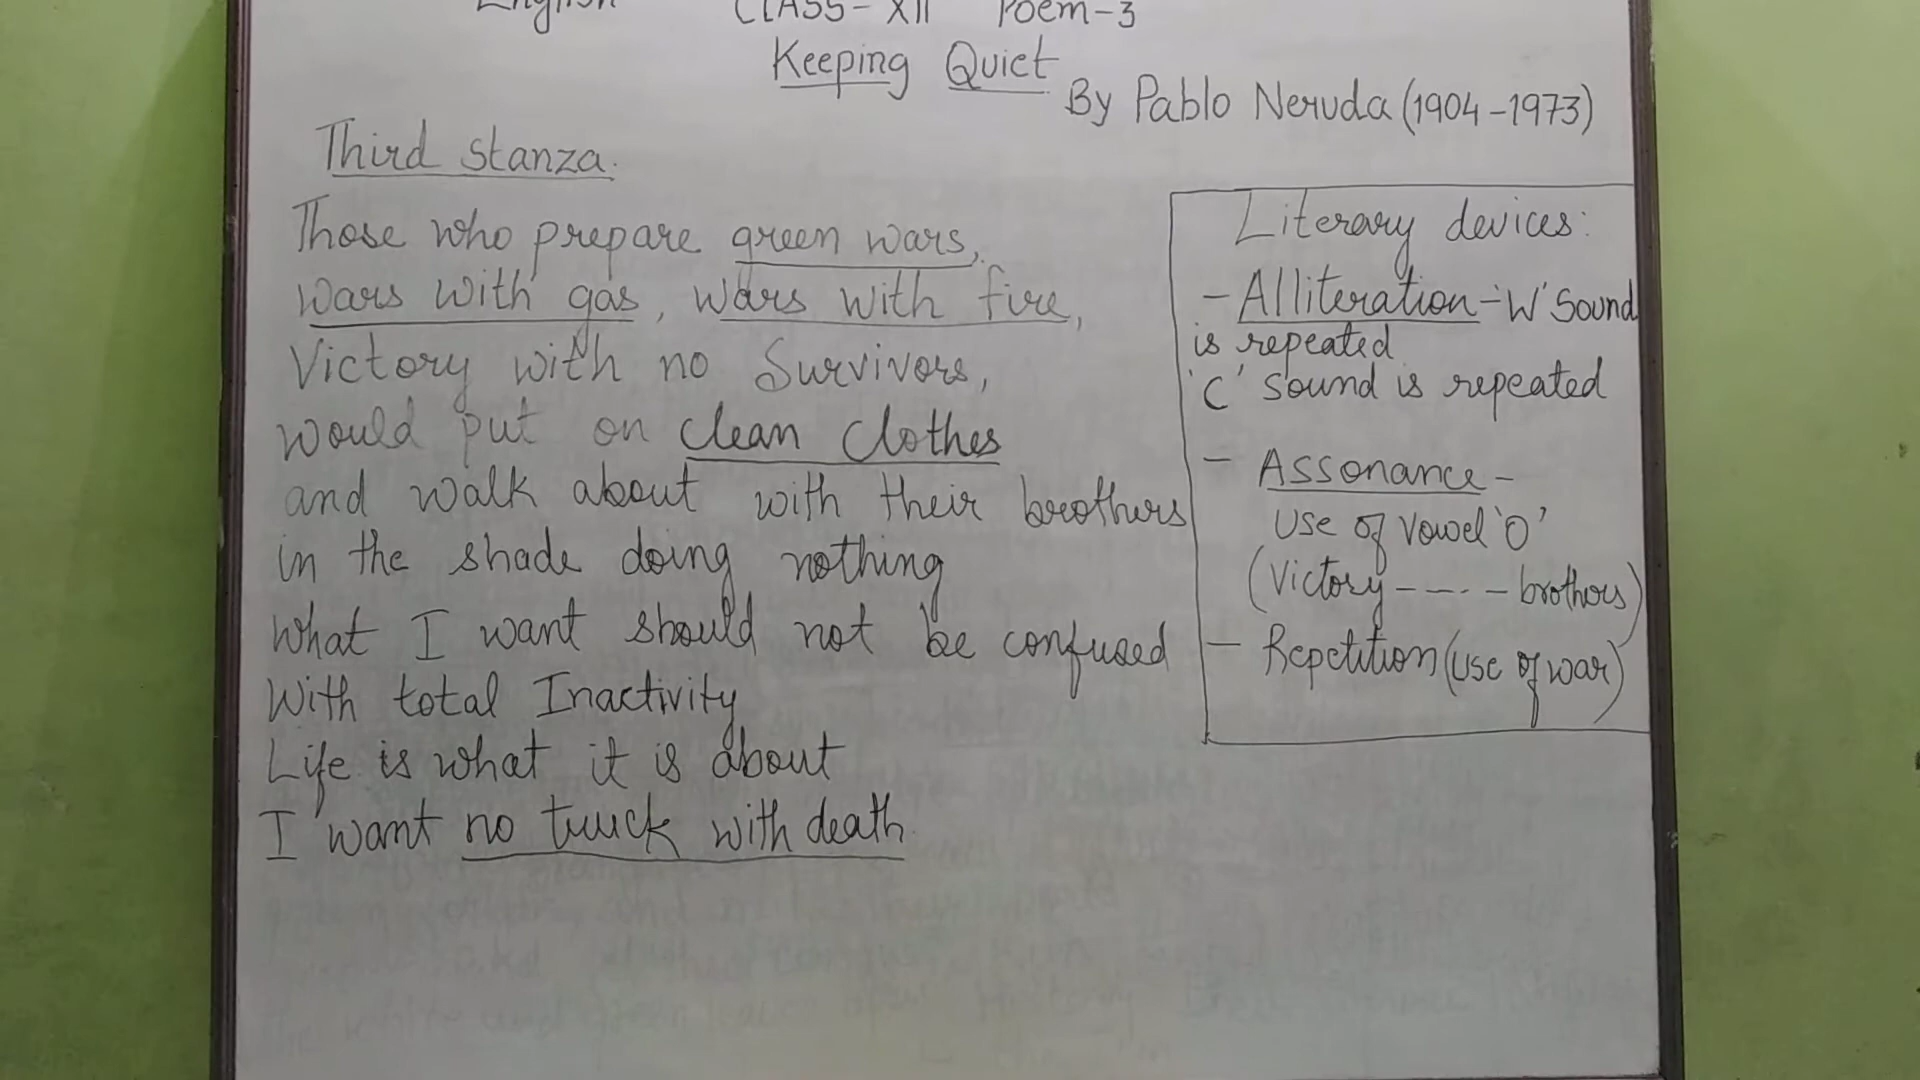 English CLASS- XII Poem-3
Keeping Quiet
By Pablo Neruda (1904-1973)
Third Stanza.
Those who prepare green wars,
wars with gas, wars with fire,
Victory with no Survivors,
would put on clean clothes
and walk about with their brothers
in the shade doing nothing
What I want should not be confused
With total Inactivity
Life is what it is about
I want no truck with death
Literary devices:
- Alliteration - 'W' Sound
is repeated
'C' Sound is repeated
- Assonance -
Use of Vowel 'O'
(Victory ---- brothers)
- Repetition (Use of war)